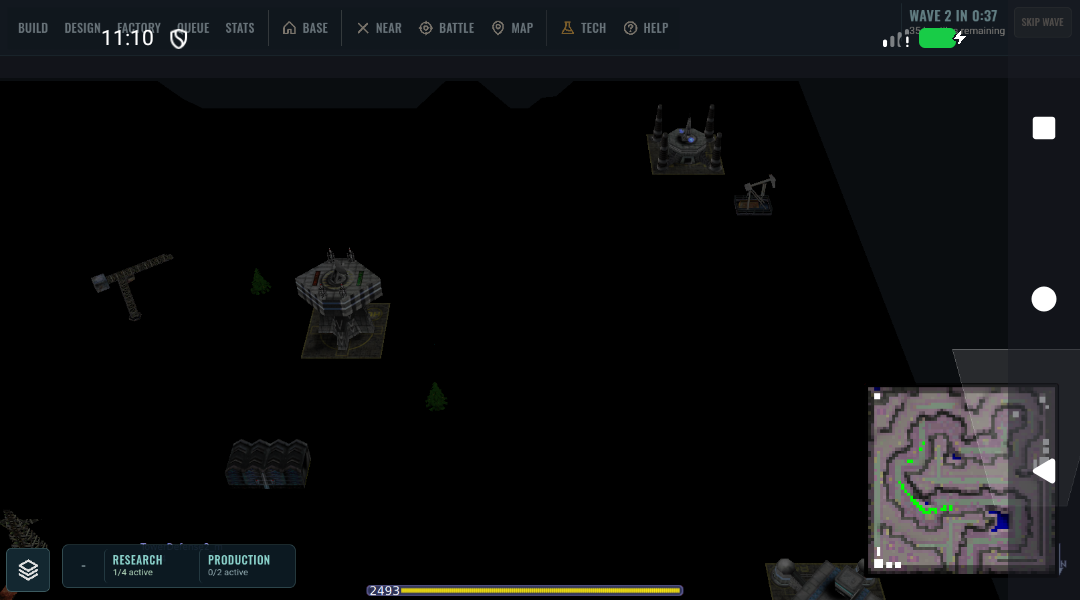 BUILD DESIGN FACTORY QUEUE STATS BASE NEAR BATTLE MAP TECH HELP
WAVE 2 IN 0:37
remaining
SKIP WAVE
11:10
RESEARCH
1/4 active
PRODUCTION
0/2 active
-
2493
N